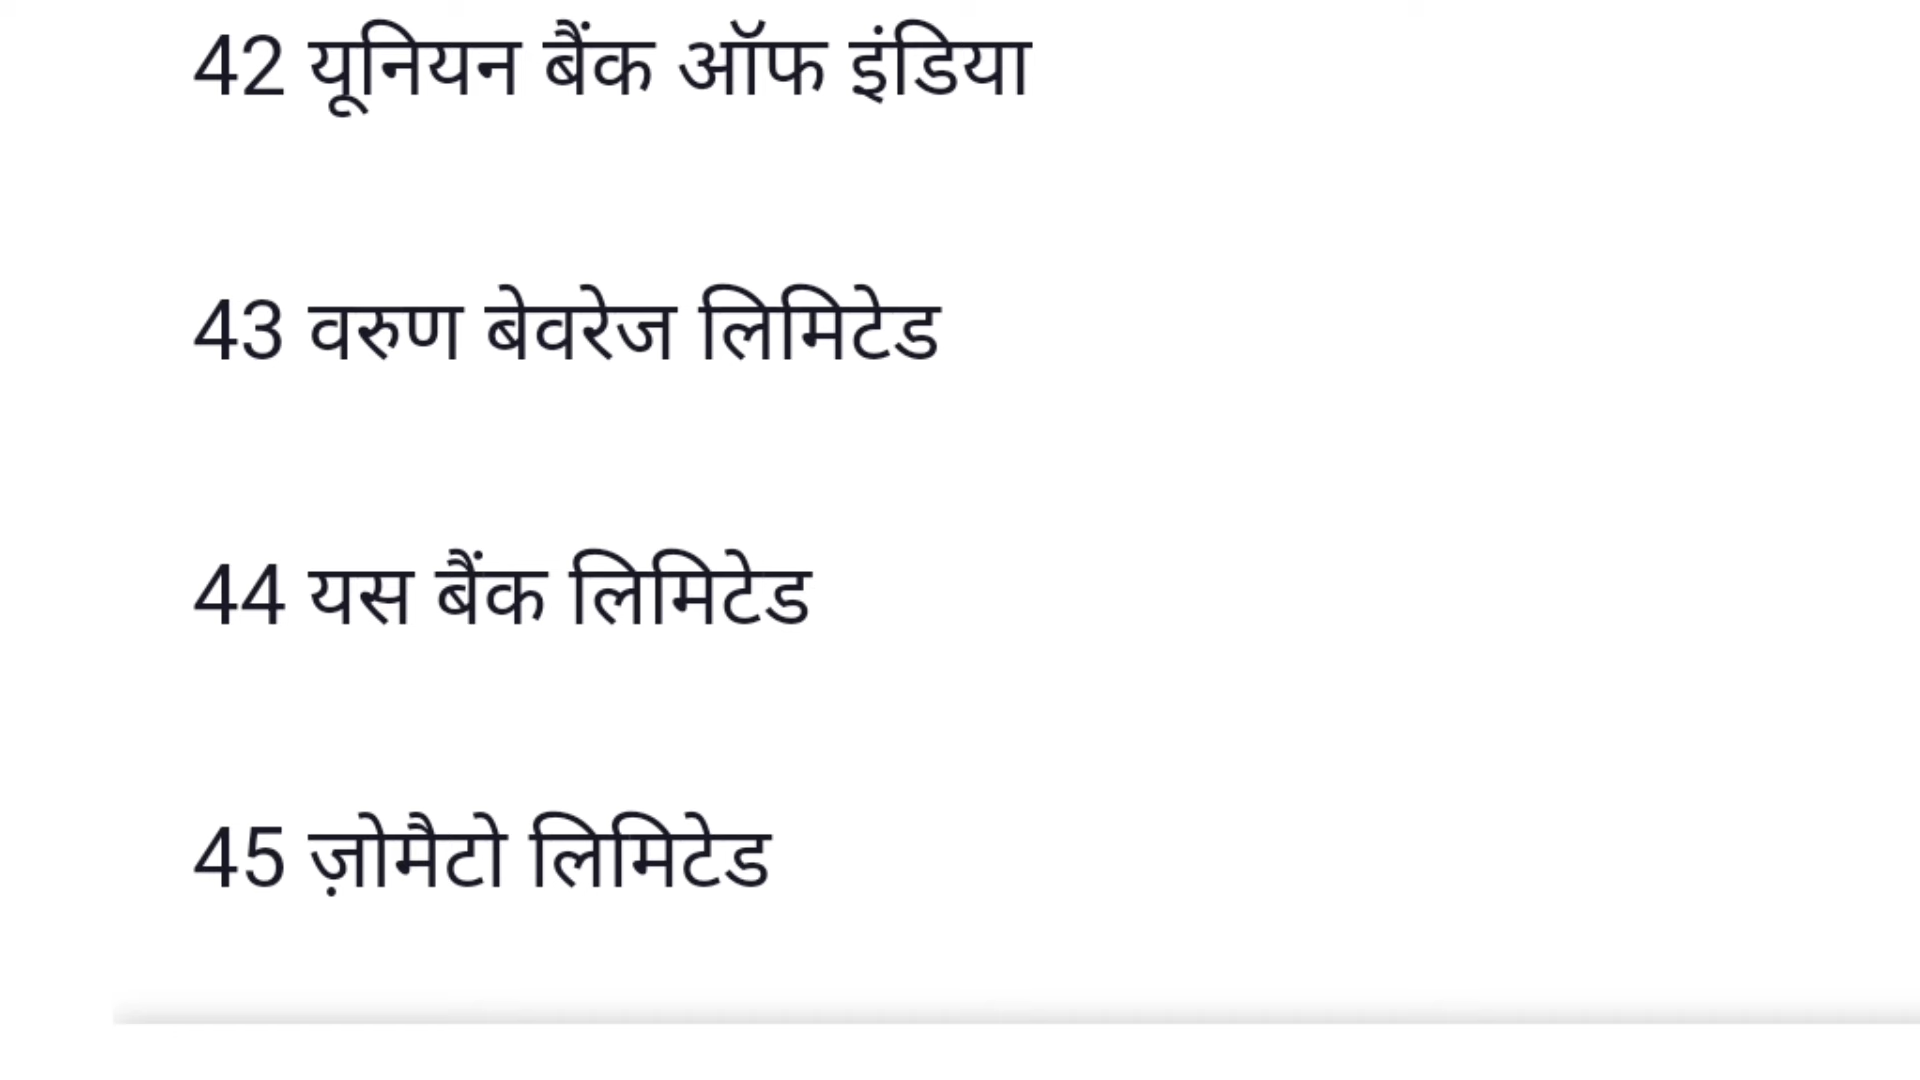 42 यूनियन बैंक ऑफ इंडिया
43 वरुण बेवरेज लिमिटेड
44 यस बैंक लिमिटेड
45 ज़ोमैटो लिमिटेड